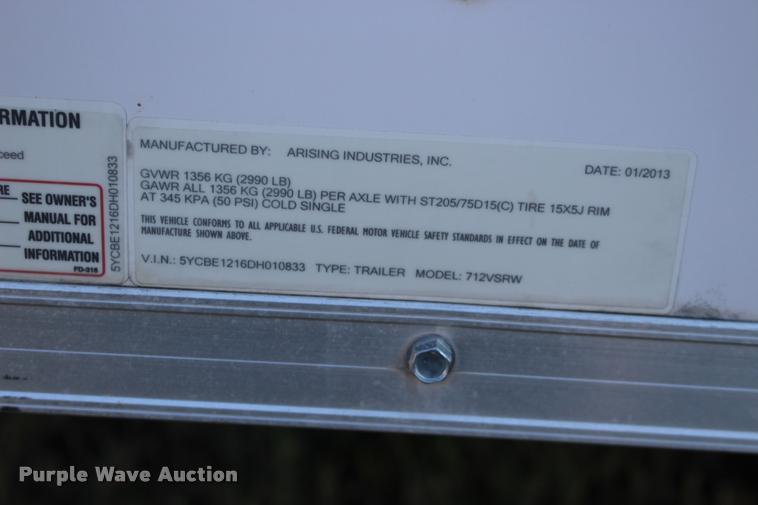 RMATION
ceed
RE
SEE OWNER'S
MANUAL FOR
ADDITIONAL
INFORMATION
FD-316
5YCBE1216DH010833
MANUFACTURED BY: ARISING INDUSTRIES, INC.
DATE: 01/2013
GVWR 1356 KG (2990 LB)
GAWR ALL 1356 KG (2990 LB) PER AXLE WITH ST205/75D15(C) TIRE 15X5J RIM
AT 345 KPA (50 PSI) COLD SINGLE
THIS VEHICLE CONFORMS TO ALL APPLICABLE U.S. FEDERAL MOTOR VEHICLE SAFETY STANDARDS IN EFFECT ON THE DATE OF
MANUFACTURE SHOWN ABOVE.
V.I.N.: 5YCBE1216DH010833 TYPE: TRAILER MODEL: 712VSRW
Purple Wave Auction